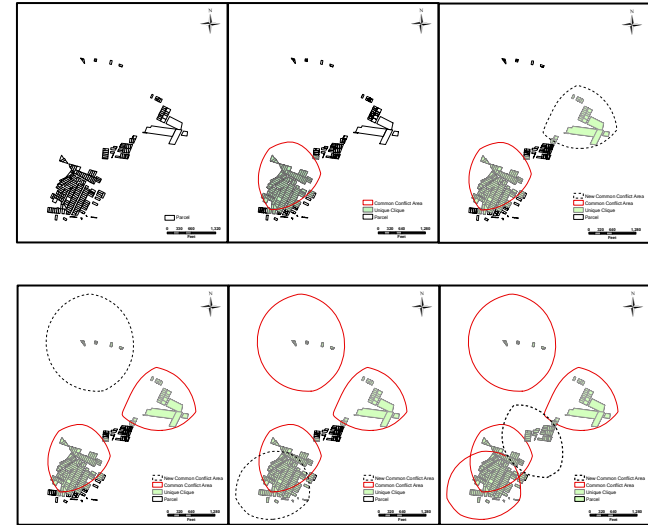 N
Parcel
0 320 640 1,280
Feet
N
Common Conflict Area
Unique Clique
Parcel
0 320 640 1,280
Feet
N
New Common Conflict Area
Common Conflict Area
Unique Clique
Parcel
0 320 640 1,280
Feet
N
New Common Conflict Area
Common Conflict Area
Unique Clique
Parcel
0 320 640 1,280
Feet
N
New Common Conflict Area
Common Conflict Area
Unique Clique
Parcel
0 320 640 1,280
Feet
N
New Common Conflict Area
Common Conflict Area
Unique Clique
Parcel
0 320 640 1,280
Feet